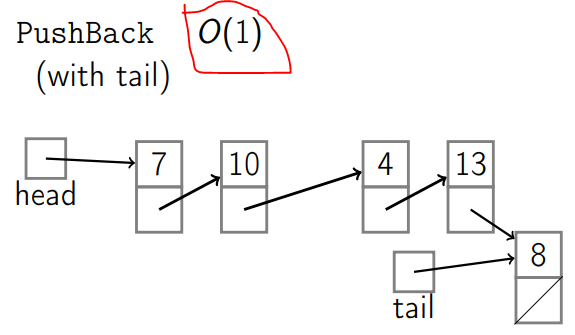 PushBack O(1)
(with tail)
7 10 4 13
head
8
tail